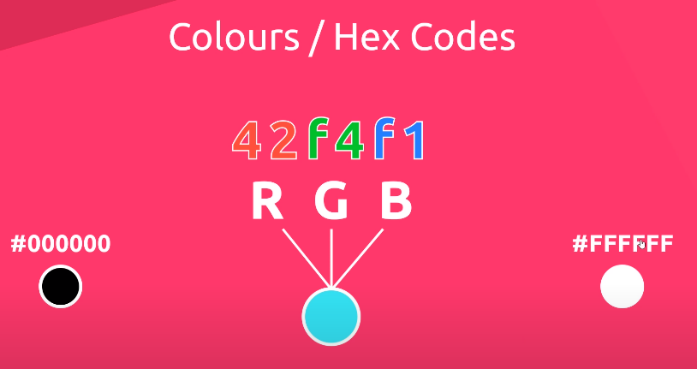 Colours / Hex Codes
42f4f1
R G B
#000000
#FFFFFF